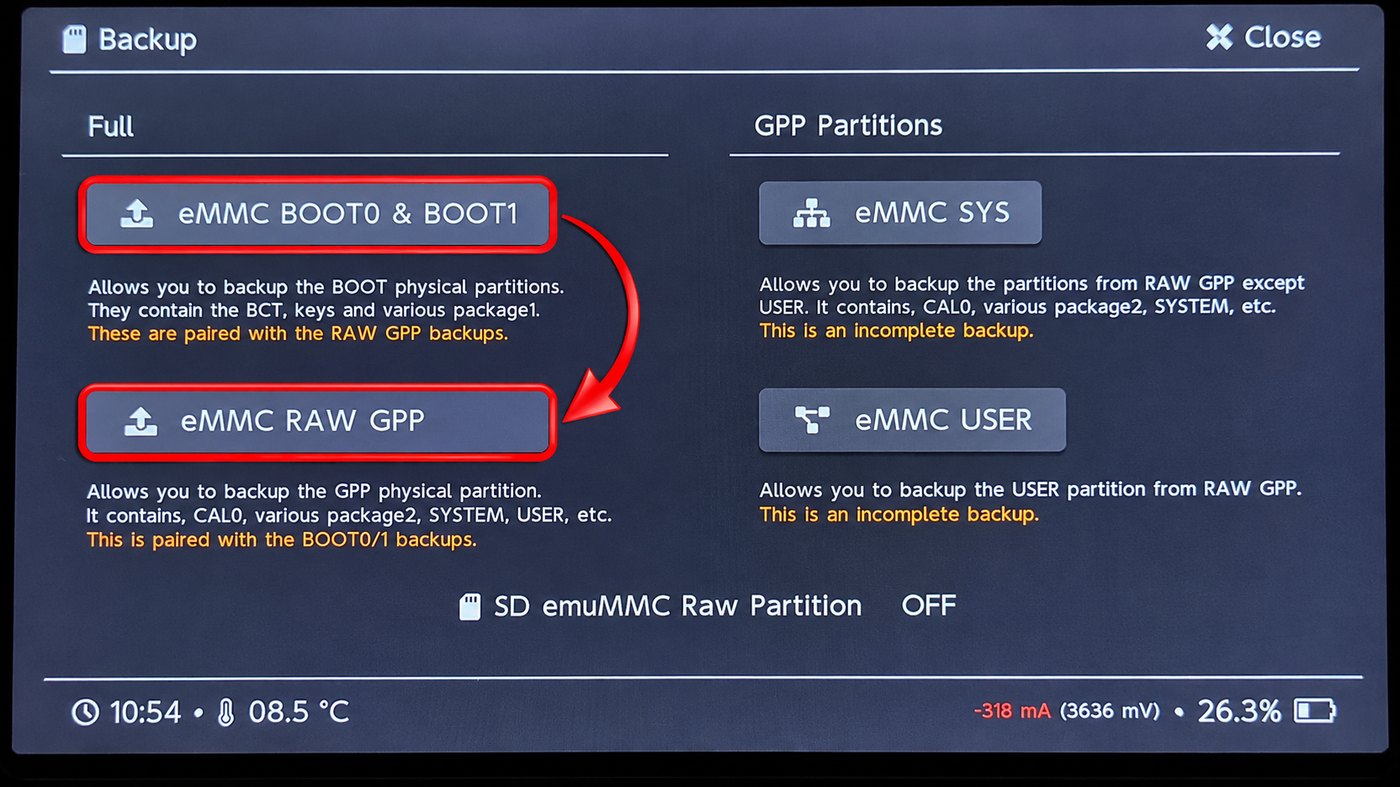 Backup
Close
Full
eMMC BOOT0 & BOOT1
Allows you to backup the BOOT physical partitions.
They contain the BCT, keys and various package1.
These are paired with the RAW GPP backups.
eMMC RAW GPP
Allows you to backup the GPP physical partition.
It contains, CAL0, various package2, SYSTEM, USER, etc.
This is paired with the BOOT0/1 backups.
GPP Partitions
eMMC SYS
Allows you to backup the partitions from RAW GPP except
USER. It contains, CAL0, various package2, SYSTEM, etc.
This is an incomplete backup.
eMMC USER
Allows you to backup the USER partition from RAW GPP.
This is an incomplete backup.
SD emuMMC Raw Partition OFF
10:54 • 08.5 °C
-318 mA (3636 mV) • 26.3%